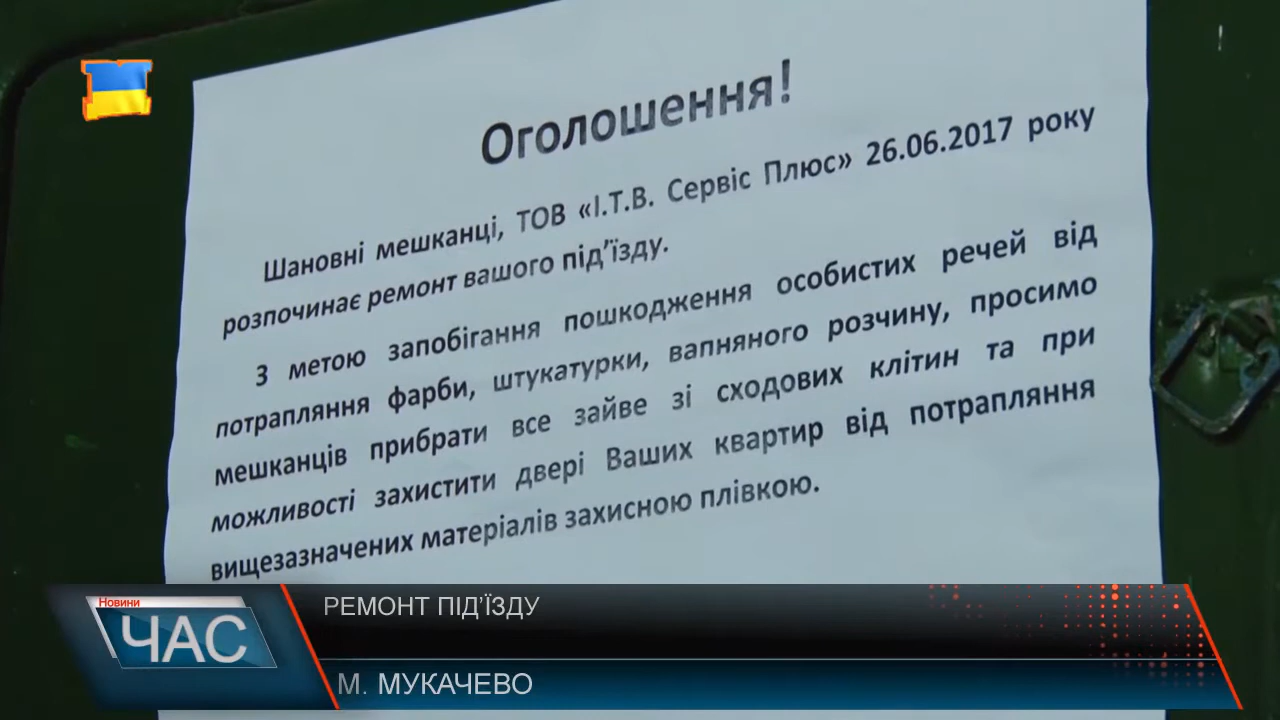 Оголошення!
Шановні мешканці, ТОВ «І.Т.В. Сервіс Плюс» 26.06.2017 року
розпочинає ремонт вашого під’їзду.
З метою запобігання пошкодження особистих речей від
потрапляння фарби, штукатурки, вапняного розчину, просимо
мешканців прибрати все зайве зі сходових клітин та при
можливості захистити двері Ваших квартир від потрапляння
вищезазначених матеріалів захисною плівкою.
Новини
ЧАС
РЕМОНТ ПІД’ЇЗДУ
М. МУКАЧЕВО